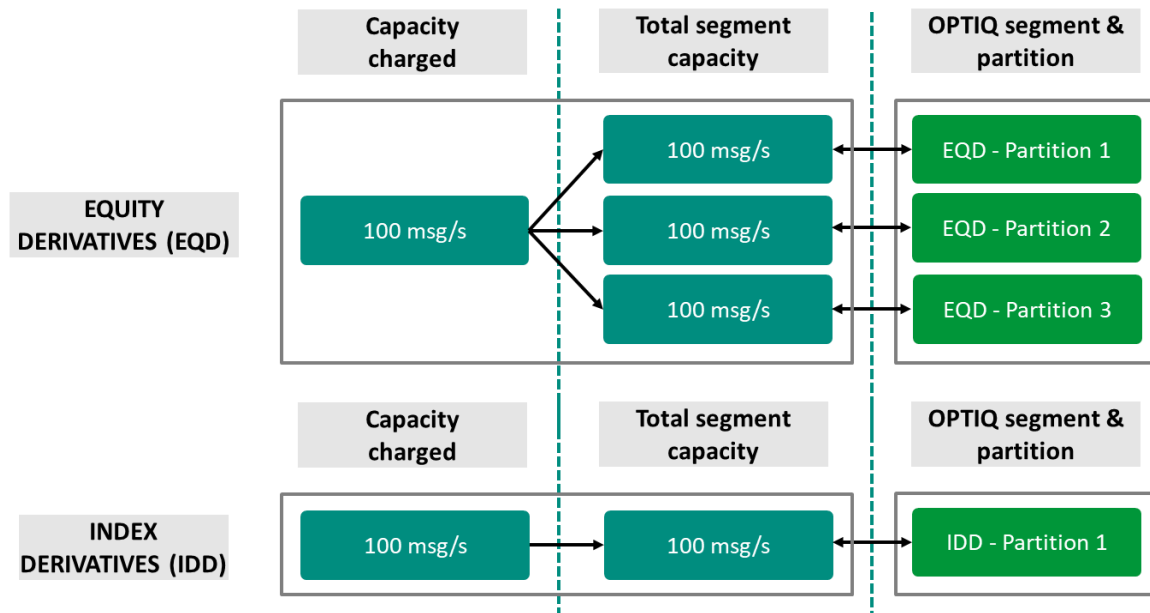 Capacity
charged
Total segment
capacity
OPTIQ segment &
partition
EQUITY
DERIVATIVES (EQD)
100 msg/s
100 msg/s
EQD - Partition 1
100 msg/s
EQD - Partition 2
100 msg/s
EQD - Partition 3
Capacity
charged
Total segment
capacity
OPTIQ segment &
partition
INDEX
DERIVATIVES (IDD)
100 msg/s
100 msg/s
IDD - Partition 1